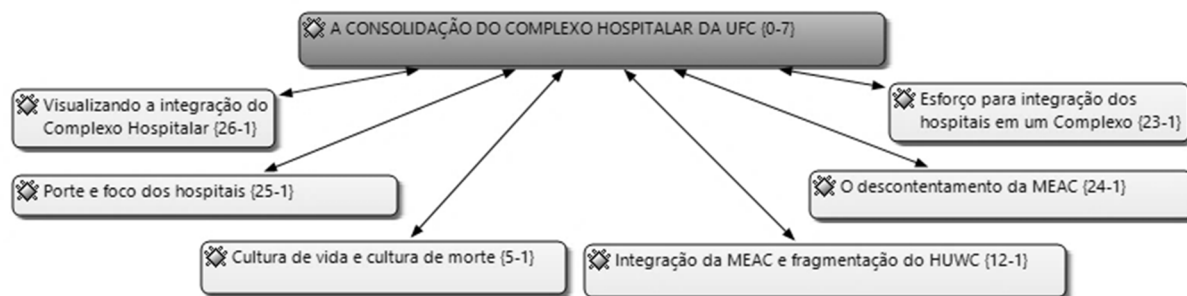 A CONSOLIDAÇÃO DO COMPLEXO HOSPITALAR DA UFC {0-7}
Visualizando a integração do
Complexo Hospitalar {26-1}
Esforço para integração dos
hospitais em um Complexo {23-1}
Porte e foco dos hospitais {25-1}
O descontentamento da MEAC {24-1}
Cultura de vida e cultura de morte {5-1}
Integração da MEAC e fragmentação do HUWC {12-1}